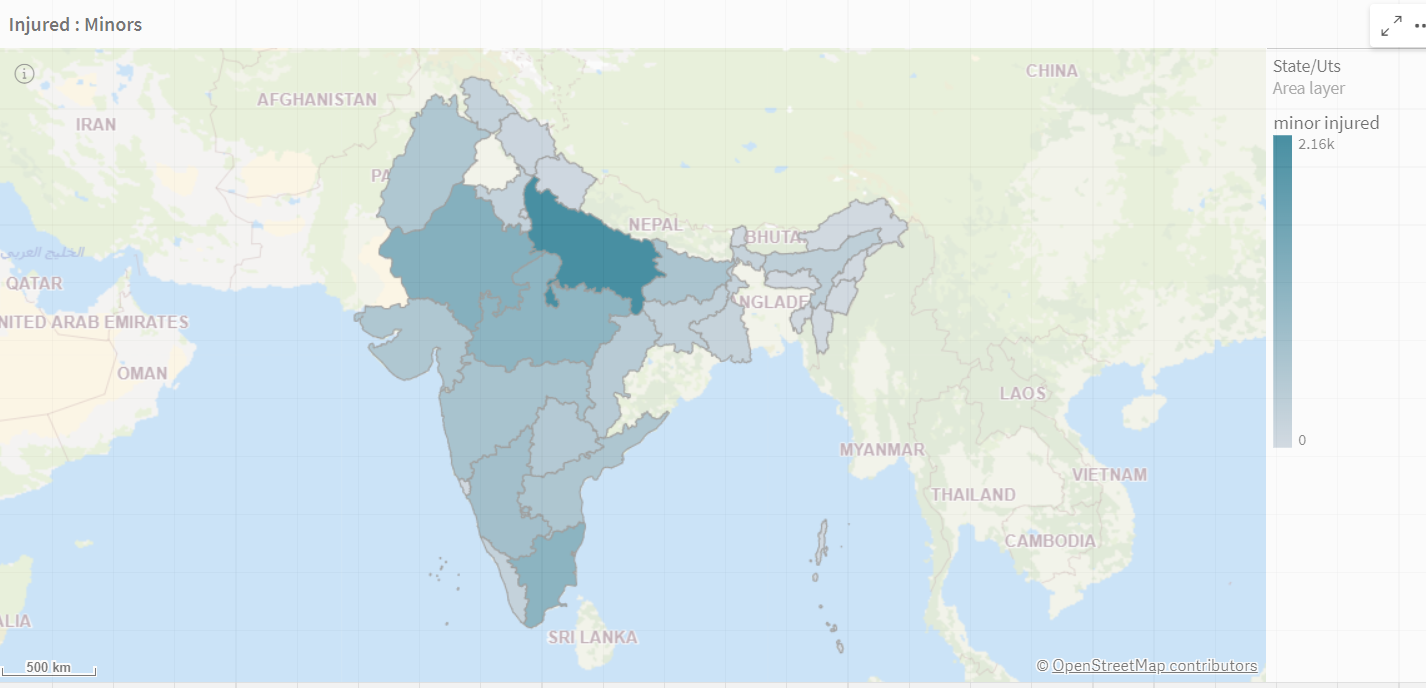 Injured : Minors
State/Uts
Area layer
minor injured
2.16k
0
CHINA
AFGHANISTAN
IRAN
PA
NEPAL
BHUTA
الخليج العربي
QATAR
NGLADE
NITED ARAB EMIRATES
OMAN
LAOS
MYANMAR
VIETNAM
THAILAND
CAMBODIA
ALIA
SRI LANKA
500 km
© OpenStreetMap contributors